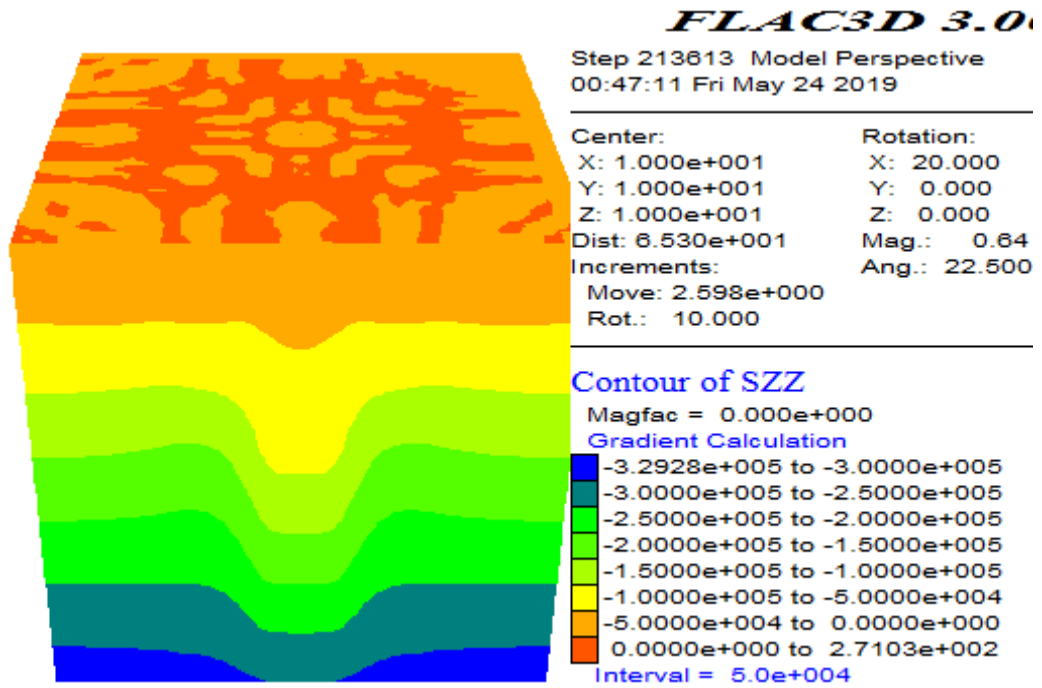 FLAC3D 3.00
Step 213613 Model Perspective
00:47:11 Fri May 24 2019
Center: Rotation:
X: 1.000e+001 X: 20.000
Y: 1.000e+001 Y: 0.000
Z: 1.000e+001 Z: 0.000
Dist: 6.530e+001 Mag.: 0.64
Increments: Ang.: 22.500
Move: 2.598e+000
Rot.: 10.000
Contour of SZZ
Magfac = 0.000e+000
Gradient Calculation
-3.2928e+005 to -3.0000e+005
-3.0000e+005 to -2.5000e+005
-2.5000e+005 to -2.0000e+005
-2.0000e+005 to -1.5000e+005
-1.5000e+005 to -1.0000e+005
-1.0000e+005 to -5.0000e+004
-5.0000e+004 to 0.0000e+000
0.0000e+000 to 2.7103e+002
Interval = 5.0e+004